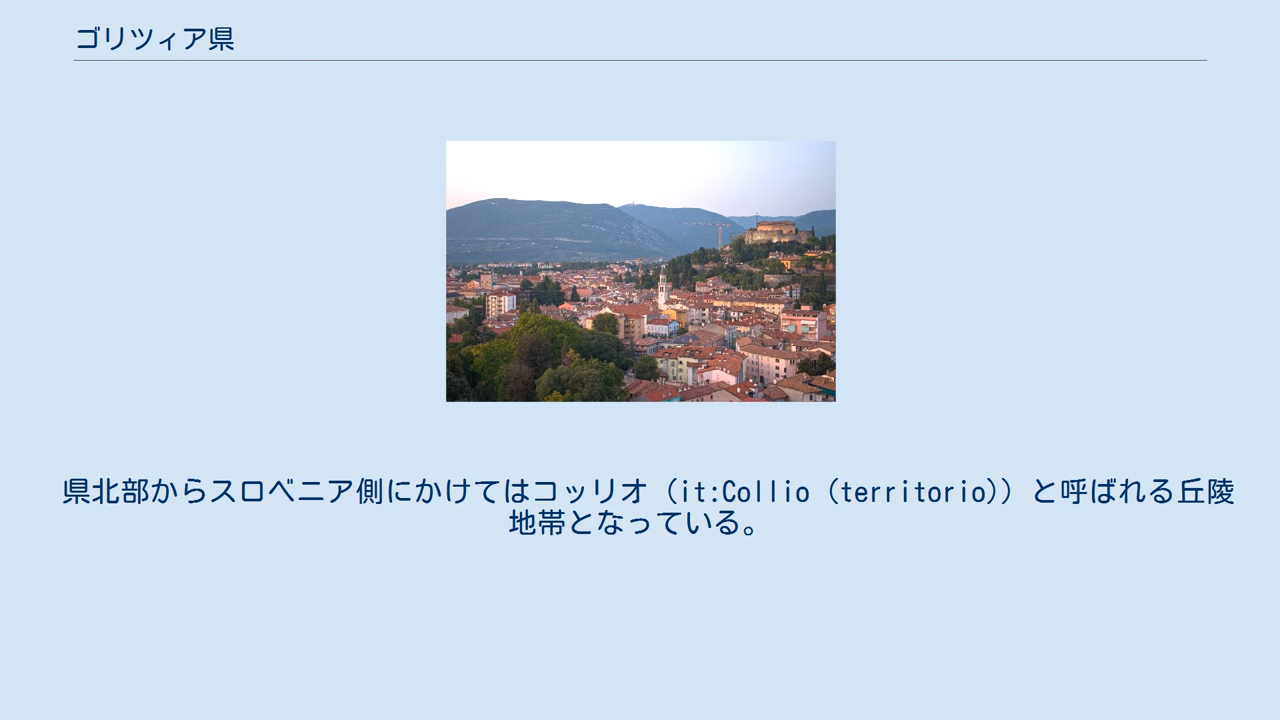 ゴリツィア県
県北部からスロベニア側にかけてはコッリオ（it:Collio（territorio)）と呼ばれる丘陵
地帯となっている。